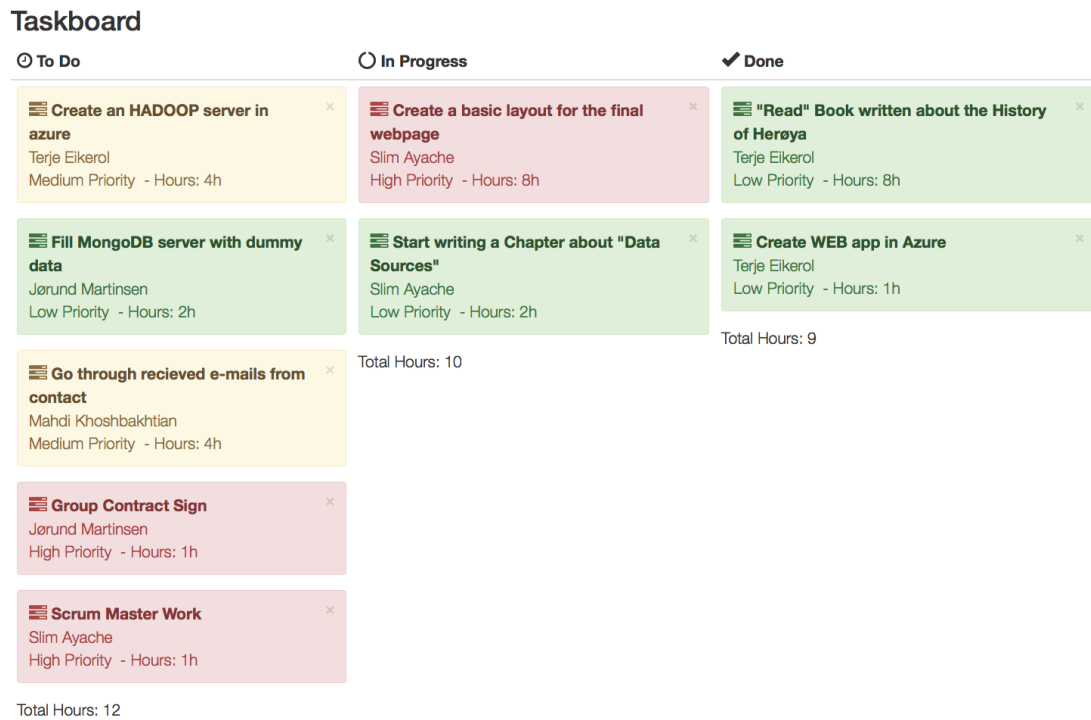 Taskboard
To Do
Create an HADOOP server in
azure
Terje Eikerol
Medium Priority - Hours: 4h
Fill MongoDB server with dummy
data
Jørund Martinsen
Low Priority - Hours: 2h
Go through recieved e-mails from
contact
Mahdi Khoshbakhtian
Medium Priority - Hours: 4h
Group Contract Sign
Jørund Martinsen
High Priority - Hours: 1h
Scrum Master Work
Slim Ayache
High Priority - Hours: 1h
Total Hours: 12
In Progress
Create a basic layout for the final
webpage
Slim Ayache
High Priority - Hours: 8h
Start writing a Chapter about "Data
Sources"
Slim Ayache
Low Priority - Hours: 2h
Total Hours: 10
Done
"Read" Book written about the History
of Herøya
Terje Eikerol
Low Priority - Hours: 8h
Create WEB app in Azure
Terje Eikerol
Low Priority - Hours: 1h
Total Hours: 9